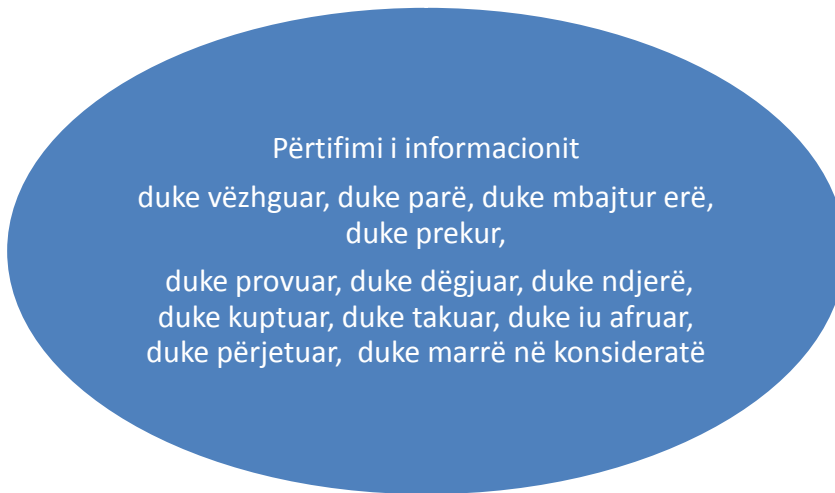 Përtifimi i informacionit
duke vëzhguar, duke parë, duke mbajtur erë,
duke prekur,
duke provuar, duke dëgjuar, duke ndjerë,
duke kuptuar, duke takuar, duke iu afruar,
duke përjetuar, duke marrë në konsideratë